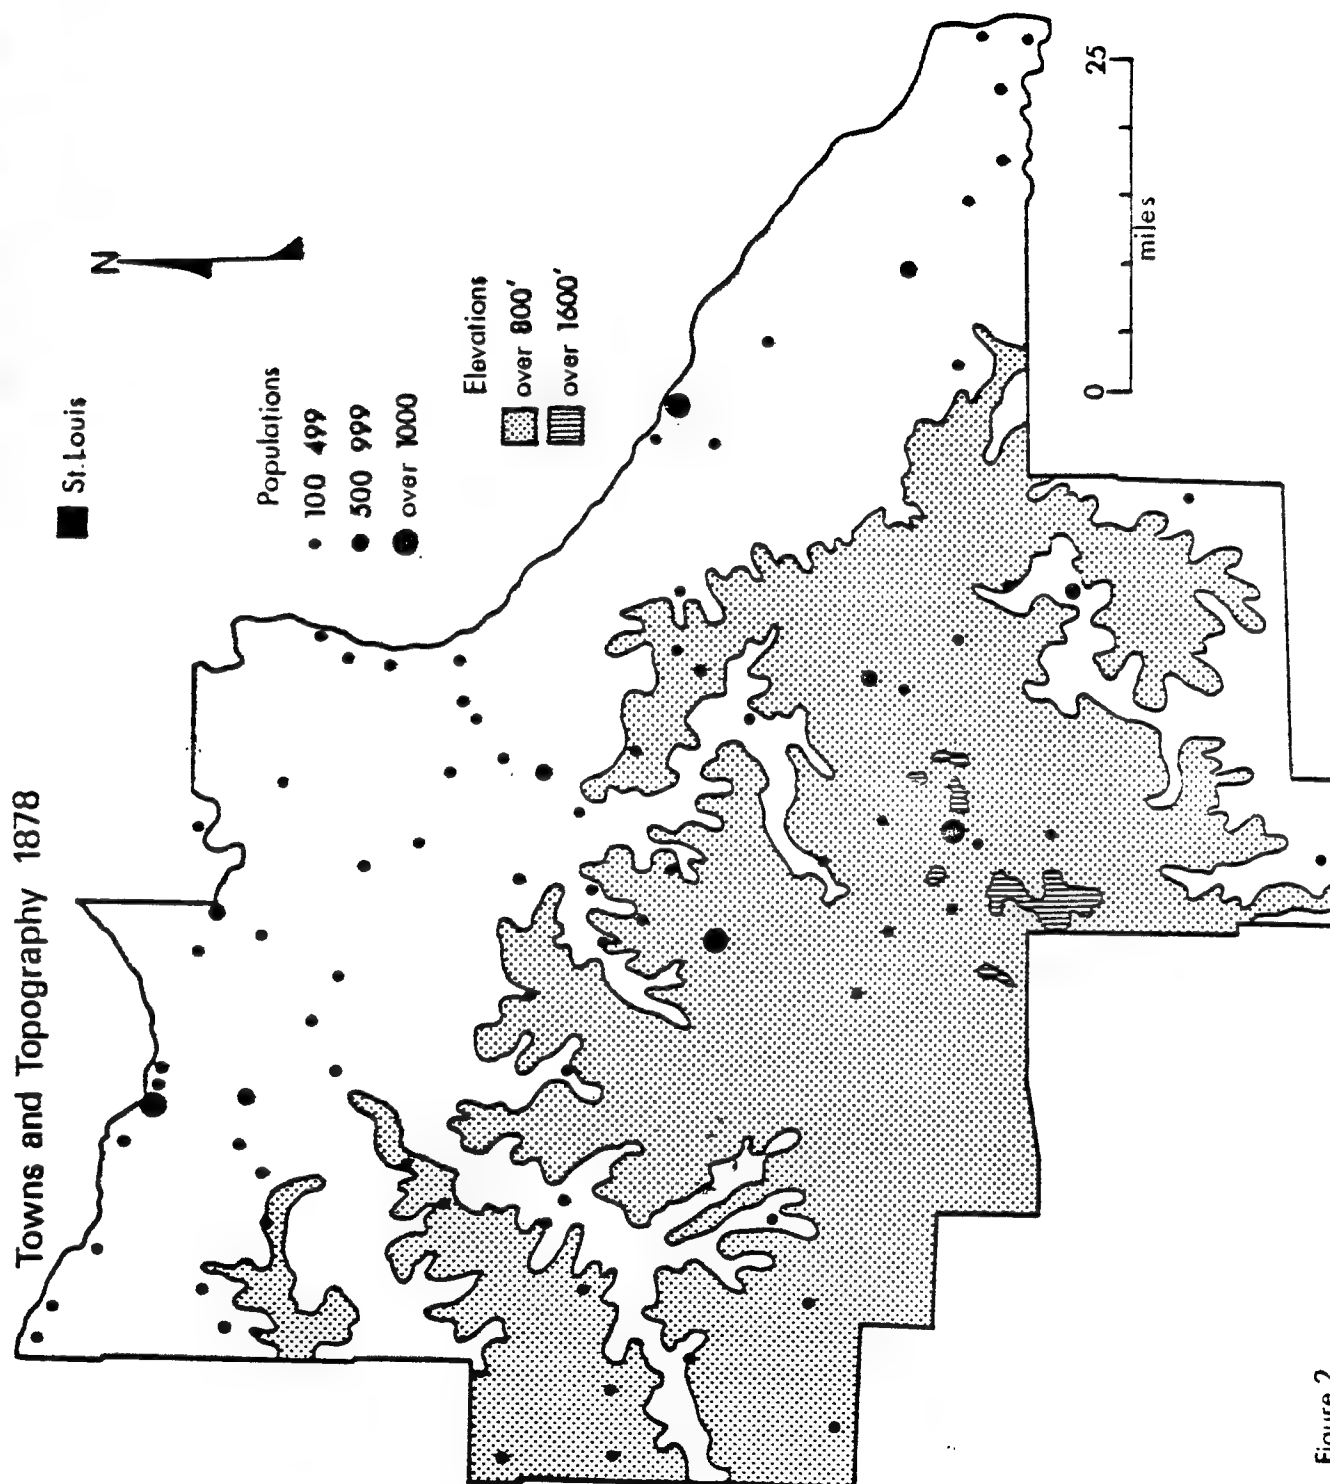 Towns and Topography 1878
St. Louis
N
Populations
100 499
500 999
over 1000
Elevations
over 800'
over 1600'
0
25
miles
Figure 2